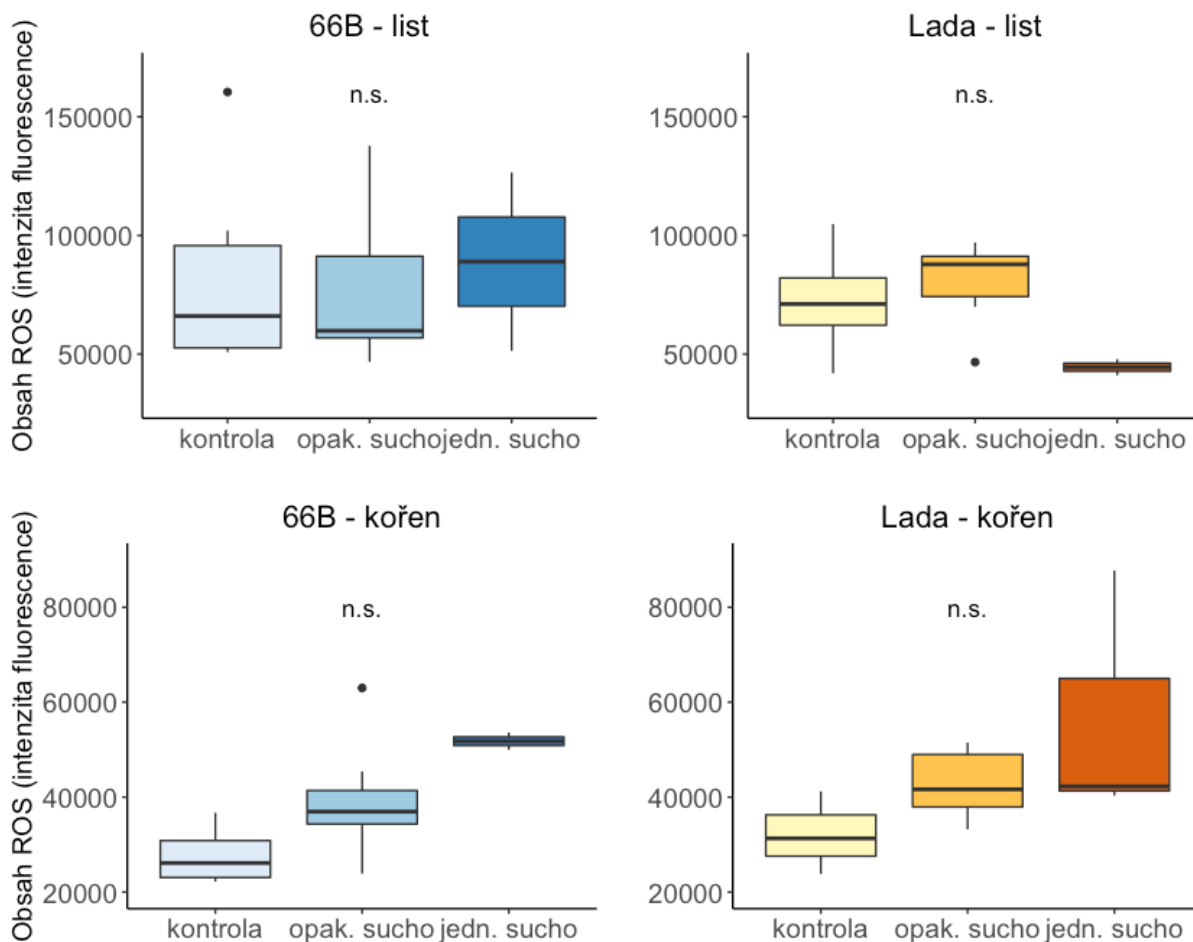 66B - list
Obsah ROS (intenzita fluorescence)
150000
100000
50000
n.s.
kontrola opak. sucho jedn. sucho
Lada - list
150000
100000
50000
n.s.
kontrola opak. sucho jedn. sucho
66B - kořen
Obsah ROS (intenzita fluorescence)
80000
60000
40000
20000
n.s.
kontrola opak. sucho jedn. sucho
Lada - kořen
80000
60000
40000
20000
n.s.
kontrola opak. sucho jedn. sucho